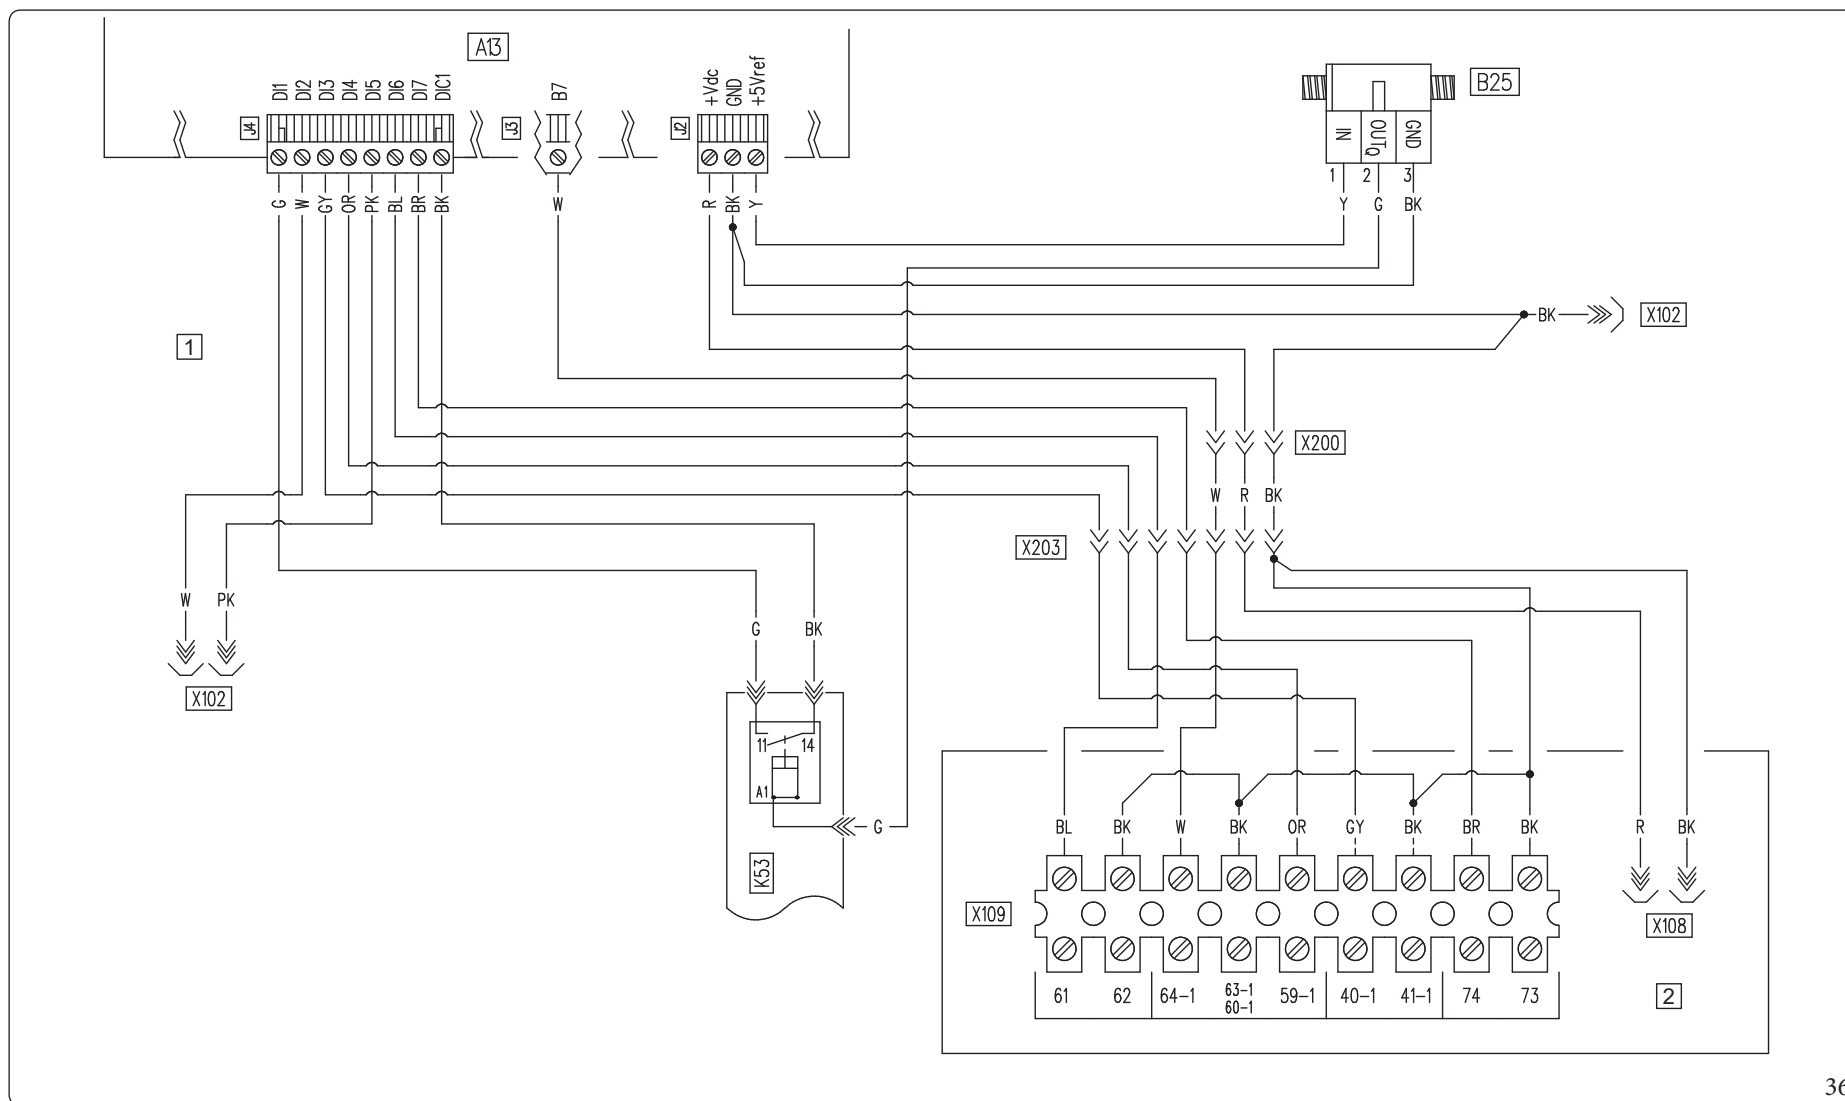 A13
DI1 DI2 DI3 DI4 DI5 DI6 DI7 DIC1
B7
+Vdc GND +5Vref
B25
J4
J3
J2
IN OUT GND
1 2 3
G W GY OR PK BL BR BK
W
R BK Y
Y G BK
BK
X102
1
X200
W R BK
X203
W PK
G BK
X102
11 14
A1
G
K53
BL BK W BK OR GY BK BR BK R BK
X109
X108
61 62 64-1 63-1 59-1 40-1 41-1 74 73
60-1
2